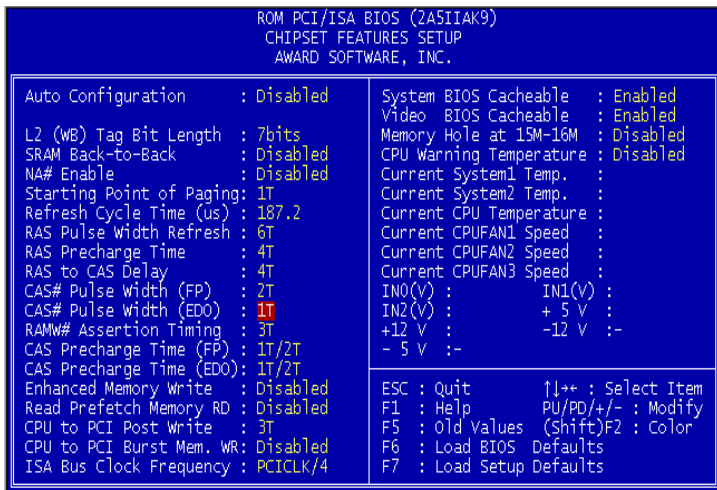 ROM PCI/ISA BIOS (2A5IIAK9)
CHIPSET FEATURES SETUP
AWARD SOFTWARE, INC.
Auto Configuration : Disabled
L2 (WB) Tag Bit Length : 7bits
SRAM Back-to-Back : Disabled
NA# Enable : Disabled
Starting Point of Paging: 1T
Refresh Cycle Time (us) : 187.2
RAS Pulse Width Refresh : 6T
RAS Precharge Time : 4T
RAS to CAS Delay : 4T
CAS# Pulse Width (FP) : 2T
CAS# Pulse Width (EDO) : 1T
RAMW# Assertion Timing : 3T
CAS Precharge Time (FP) : 1T/2T
CAS Precharge Time (EDO): 1T/2T
Enhanced Memory Write : Disabled
Read Prefetch Memory RD : Disabled
CPU to PCI Post Write : 3T
CPU to PCI Burst Mem. WR: Disabled
ISA Bus Clock Frequency : PCICLK/4
System BIOS Cacheable : Enabled
Video BIOS Cacheable : Enabled
Memory Hole at 15M-16M : Disabled
CPU Warning Temperature : Disabled
Current System1 Temp. :
Current System2 Temp. :
Current CPU Temperature :
Current CPUFAN1 Speed :
Current CPUFAN2 Speed :
Current CPUFAN3 Speed :
IN0(V) : IN1(V) :
IN2(V) : + 5 V :
+12 V : -12 V :-
- 5 V :-
ESC : Quit ↑↓→← : Select Item
F1 : Help PU/PD/+/- : Modify
F5 : Old Values (Shift)F2 : Color
F6 : Load BIOS Defaults
F7 : Load Setup Defaults